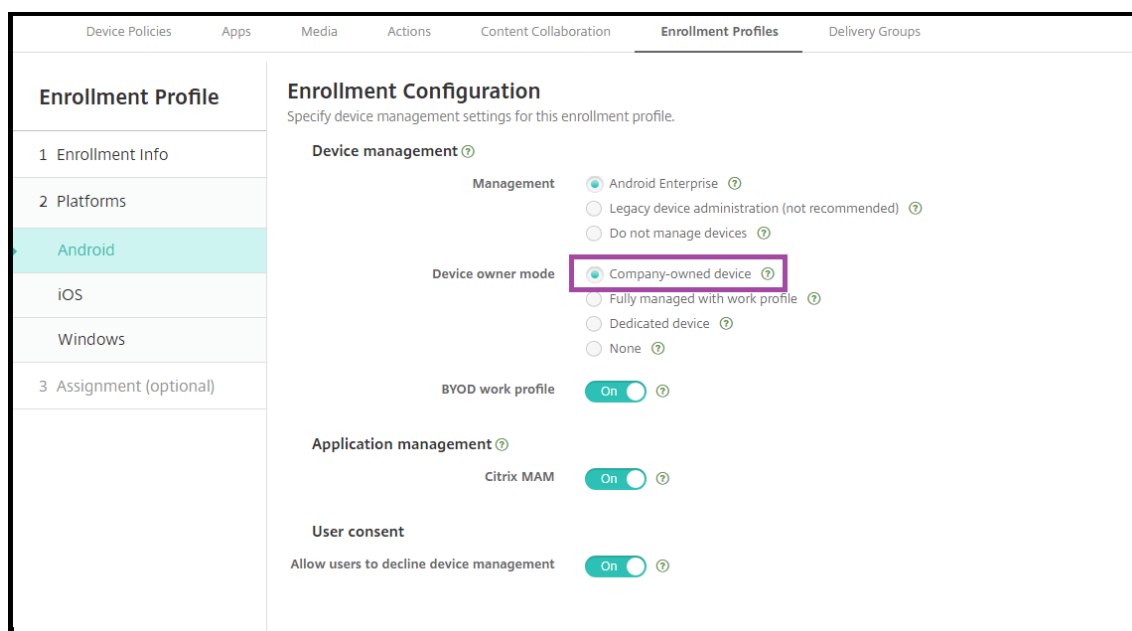 Device Policies Apps Media Actions Content Collaboration Enrollment Profiles Delivery Groups
Enrollment Profile
1 Enrollment Info
2 Platforms
Android
iOS
Windows
3 Assignment (optional)
Enrollment Configuration
Specify device management settings for this enrollment profile.
Device management ?
Management Android Enterprise ?
Legacy device administration (not recommended) ?
Do not manage devices ?
Device owner mode Company-owned device ?
Fully managed with work profile ?
Dedicated device ?
None ?
BYOD work profile On ?
Application management ?
Citrix MAM On ?
User consent
Allow users to decline device management On ?